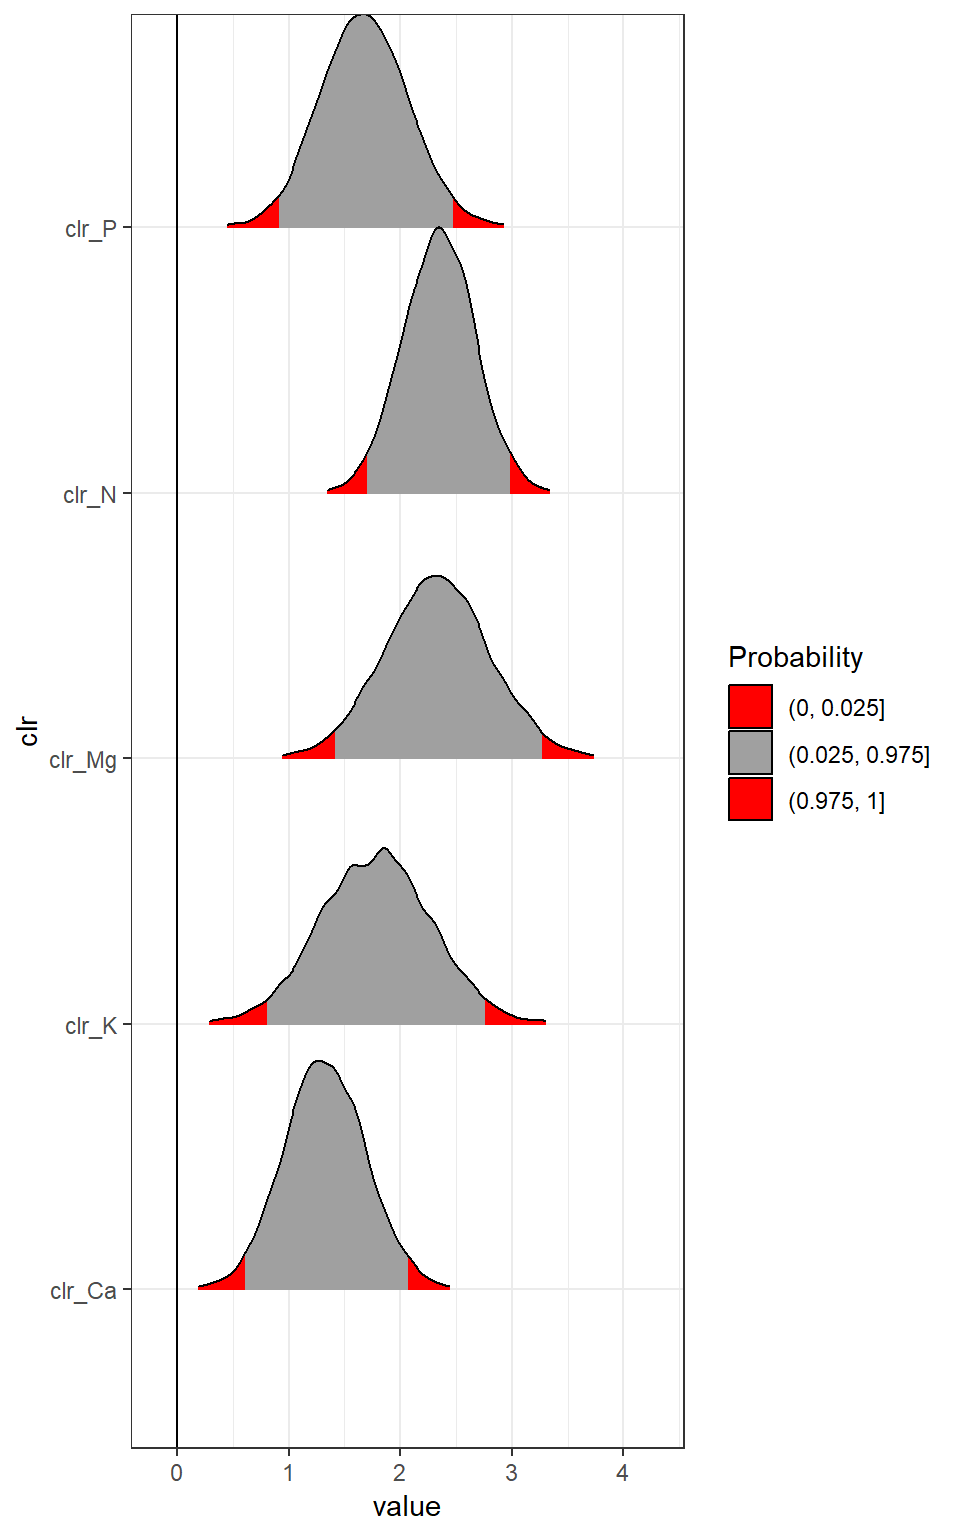 clr_P
clr_N
clr_Mg
clr_K
clr_Ca
clr
0 1 2 3 4
value
Probability
(0, 0.025]
(0.025, 0.975]
(0.975, 1]